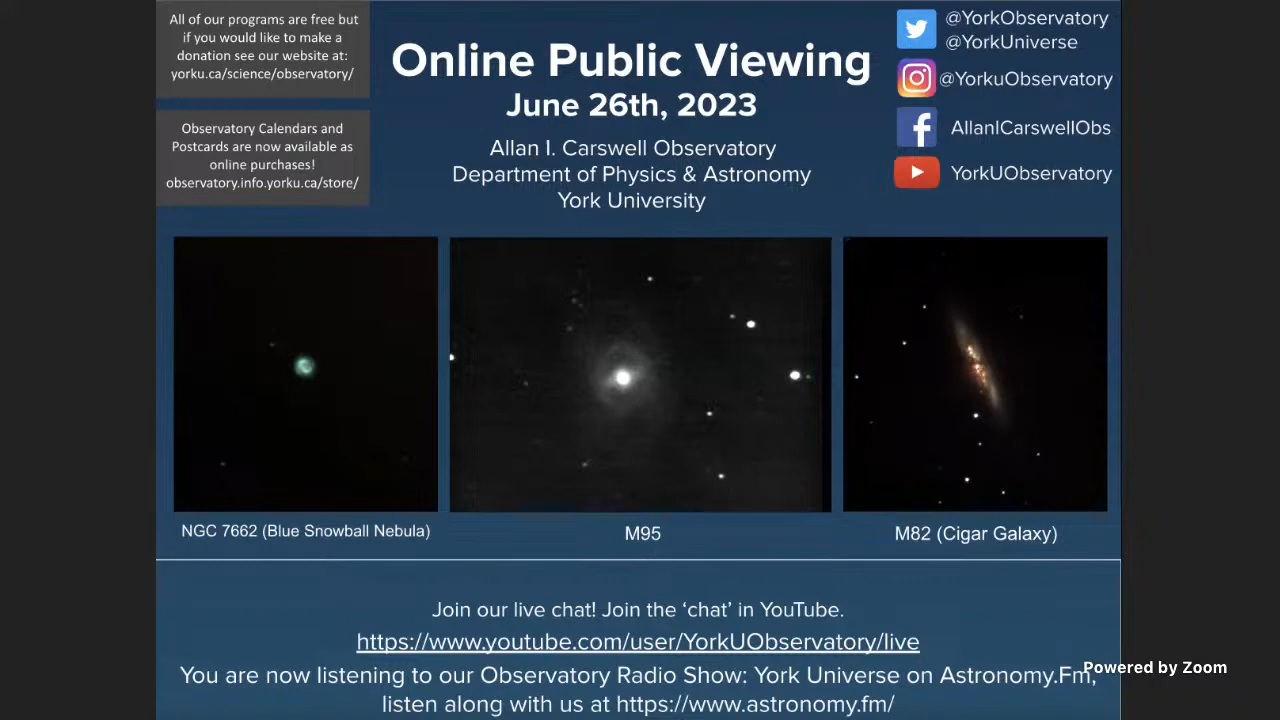 All of our programs are free but
if you would like to make a
donation see our website at:
yorku.ca/science/observatory/
Observatory Calendars and
Postcards are now available as
online purchases!
observatory.info.yorku.ca/store/
Online Public Viewing
June 26th, 2023
Allan I. Carswell Observatory
Department of Physics & Astronomy
York University
@YorkObservatory
@YorkUniverse
@YorkuObservatory
AllanICarswellObs
YorkUObservatory
NGC 7662 (Blue Snowball Nebula)
M95
M82 (Cigar Galaxy)
Join our live chat! Join the ‘chat’ in YouTube.
https://www.youtube.com/user/YorkUObservatory/live
You are now listening to our Observatory Radio Show: York Universe on Astronomy.Fm,
listen along with us at https://www.astronomy.fm/
Powered by Zoom